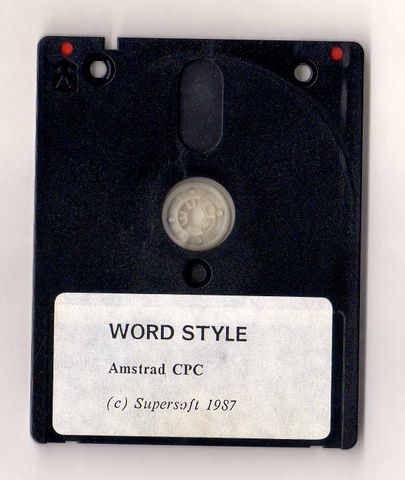 WORD STYLE
Amstrad CPC
(c) Supersoft 1987